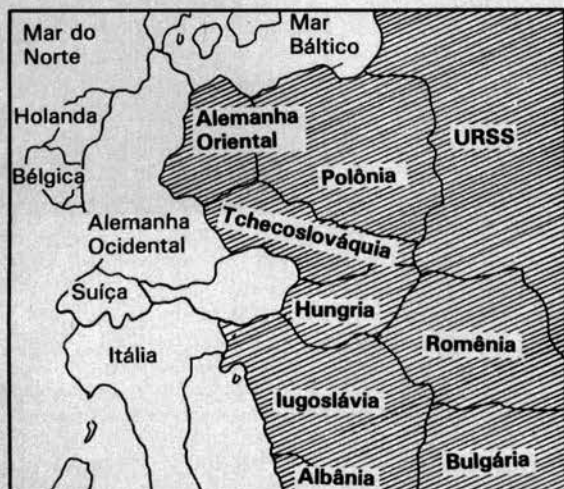 Mar do
Norte
Mar
Báltico
Holanda
Alemanha
Oriental
URSS
Bélgica
Polônia
Alemanha
Ocidental
Tchecoslováquia
Suíça
Hungria
Itália
Romênia
Iugoslávia
Albânia
Bulgária